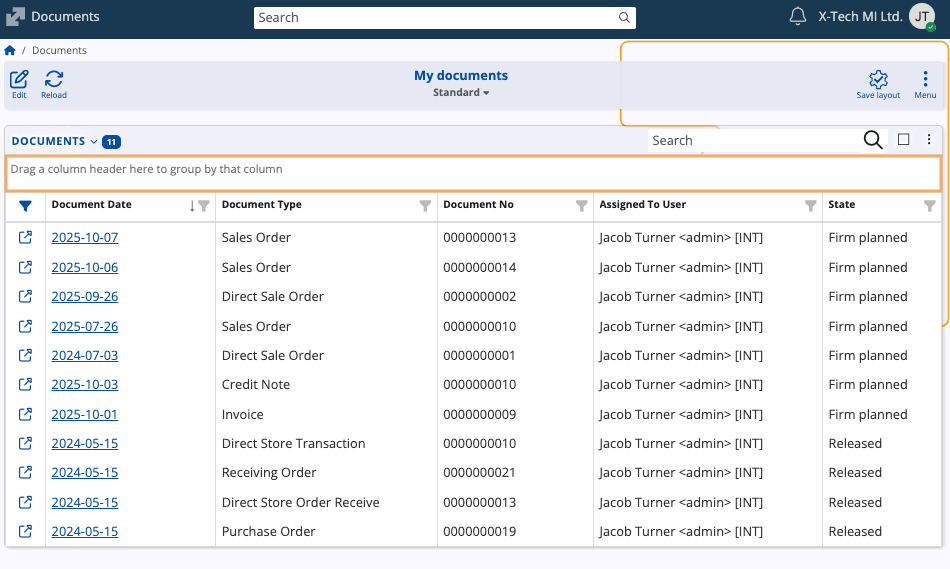 Documents Search X-Tech MI Ltd. JT
/ Documents
My documents
Standard
Edit Reload Save layout Menu
DOCUMENTS 11 Search
Drag a column header here to group by that column
Document Date Document Type Document No Assigned To User State
2025-10-07 Sales Order 0000000013 Jacob Turner <admin> [INT] Firm planned
2025-10-06 Sales Order 0000000014 Jacob Turner <admin> [INT] Firm planned
2025-09-26 Direct Sale Order 0000000002 Jacob Turner <admin> [INT] Firm planned
2025-07-26 Sales Order 0000000010 Jacob Turner <admin> [INT] Firm planned
2024-07-03 Direct Sale Order 0000000001 Jacob Turner <admin> [INT] Firm planned
2025-10-03 Credit Note 0000000010 Jacob Turner <admin> [INT] Firm planned
2025-10-01 Invoice 0000000009 Jacob Turner <admin> [INT] Firm planned
2024-05-15 Direct Store Transaction 0000000010 Jacob Turner <admin> [INT] Released
2024-05-15 Receiving Order 0000000021 Jacob Turner <admin> [INT] Released
2024-05-15 Direct Store Order Receive 0000000013 Jacob Turner <admin> [INT] Released
2024-05-15 Purchase Order 0000000019 Jacob Turner <admin> [INT] Released